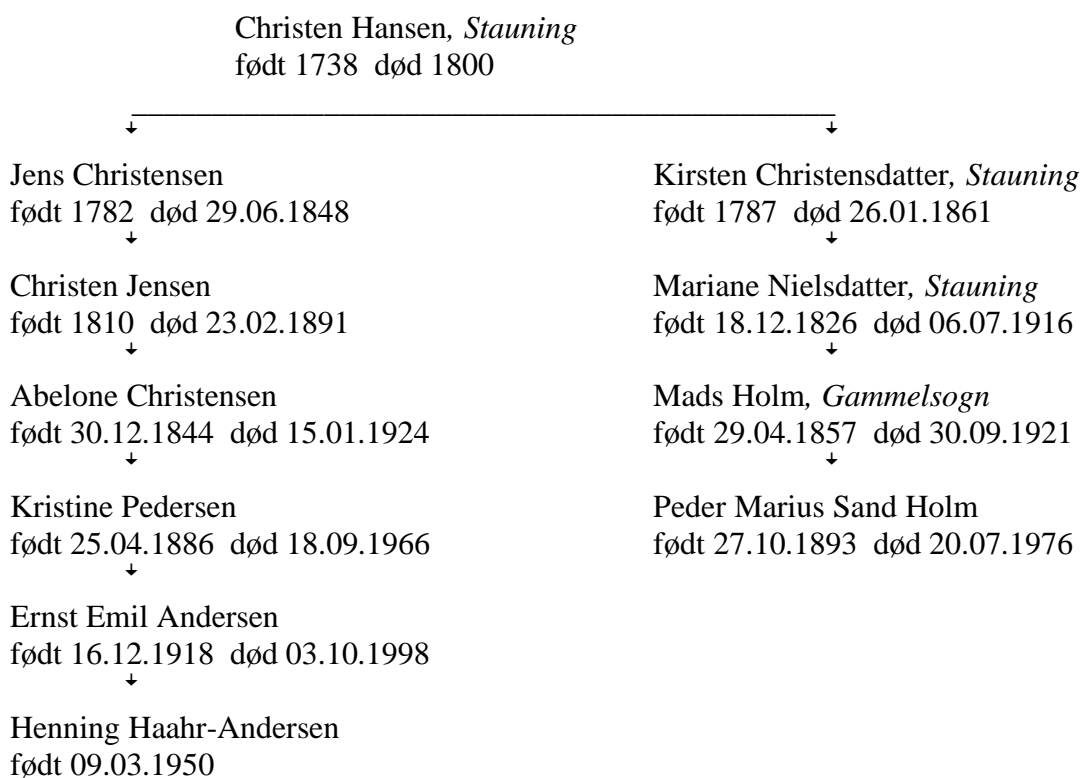 Christen Hansen, Stauning
født 1738 død 1800
Jens Christensen
født 1782 død 29.06.1848
Christen Jensen
født 1810 død 23.02.1891
Abelone Christensen
født 30.12.1844 død 15.01.1924
Kristine Pedersen
født 25.04.1886 død 18.09.1966
Ernst Emil Andersen
født 16.12.1918 død 03.10.1998
Henning Haahr-Andersen
født 09.03.1950
Kirsten Christensdatter, Stauning
født 1787 død 26.01.1861
Mariane Nielsdatter, Stauning
født 18.12.1826 død 06.07.1916
Mads Holm, Gammelsogn
født 29.04.1857 død 30.09.1921
Peder Marius Sand Holm
født 27.10.1893 død 20.07.1976